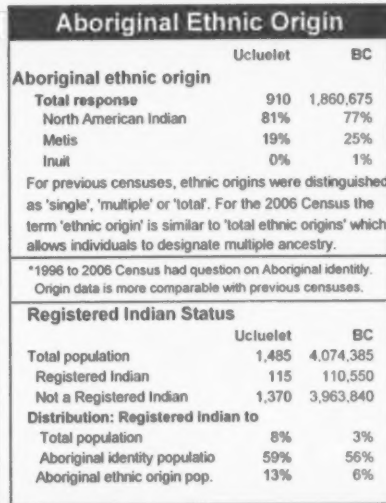 Aboriginal Ethnic Origin
Ucluelet BC
Aboriginal ethnic origin
Total response 910 1,860,675
North American Indian 81% 77%
Metis 19% 25%
Inuit 0% 1%
For previous censuses, ethnic origins were distinguished
as 'single', 'multiple' or 'total'. For the 2006 Census the
term 'ethnic origin' is similar to 'total ethnic origins' which
allows individuals to designate multiple ancestry.
*1996 to 2006 Census had question on Aboriginal identitly.
Origin data is more comparable with previous censuses.
Registered Indian Status
Ucluelet BC
Total population 1,485 4,074,385
Registered Indian 115 110,550
Not a Registered Indian 1,370 3,963,840
Distribution: Registered Indian to
Total population 8% 3%
Aboriginal identity populatio 59% 56%
Aboriginal ethnic origin pop. 13% 6%